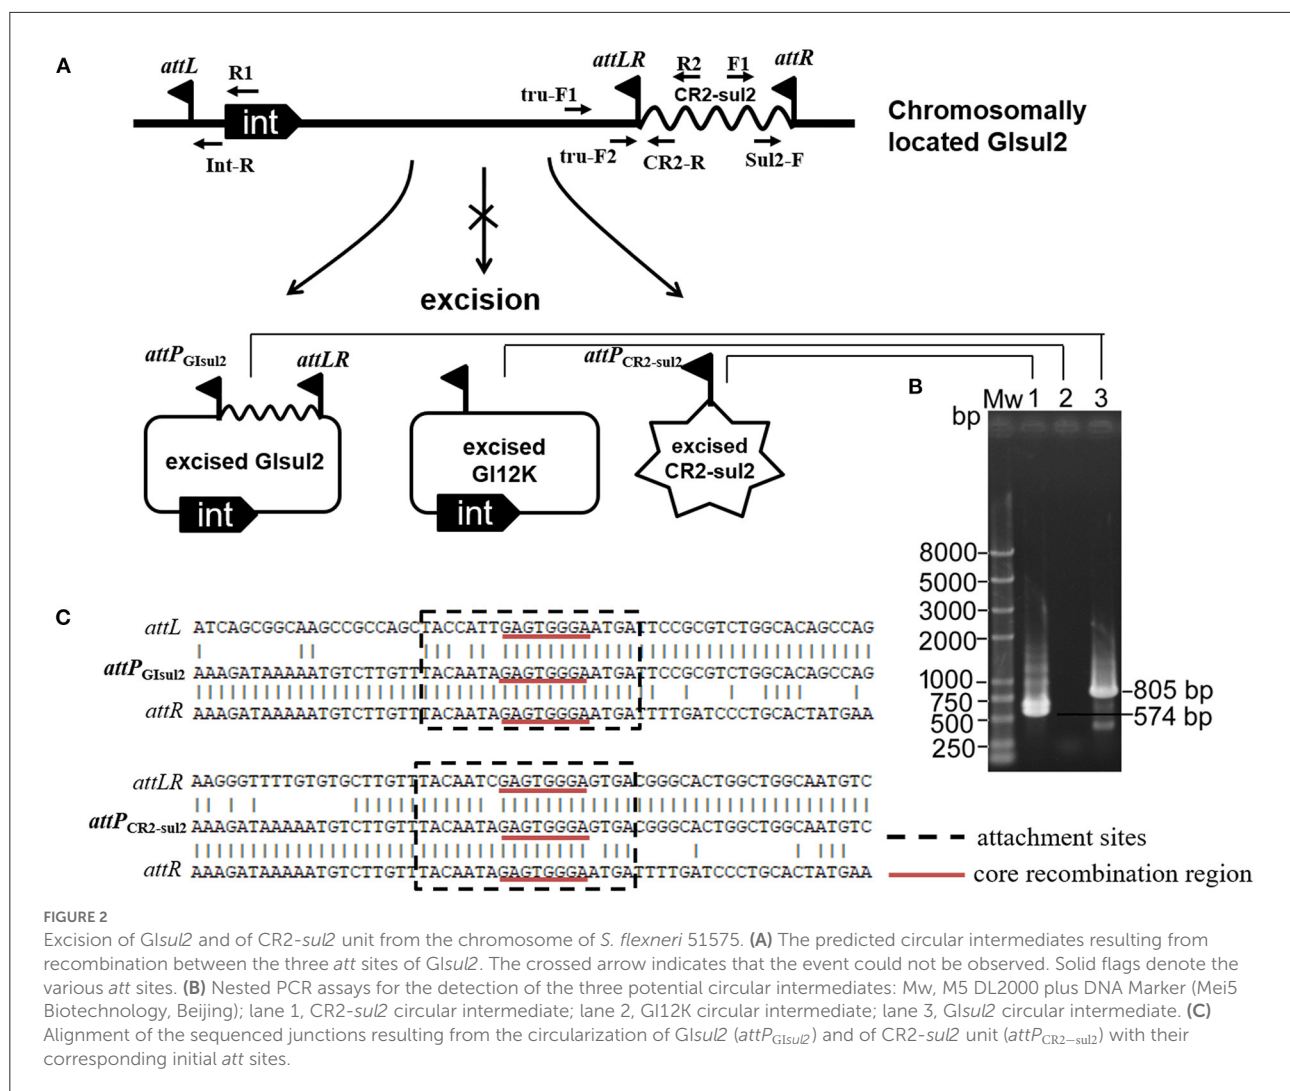 A
attL
R1
attLR
R2
F1
attR
tru-F1
CR2-sul2
int
Int-R
tru-F2
CR2-R
Sul2-F
Chromosomally
located GIsul2
excision
attPGIsul2
attLR
attPCR2-sul2
excised GIsul2
int
excised
GI12K
int
excised
CR2-sul2
B
Mw 1 2 3
bp
8000
5000
3000
2000
1000
750
500
250
805 bp
574 bp
C
attL ATCAGCGGCAAGCCGCCAGCTACCATTGAGTGGGAATGATTCCGCGTCTGGCACAGCCAG
attPGIsul2 AAAGATAAAAATGTCTTGTTTACAATAGAGTGGGAATGATTCCGCGTCTGGCACAGCCAG
attR AAAGATAAAAATGTCTTGTTTACAATAGAGTGGGAATGATTTTGATCCCTGCACTATGAA
attLR AAGGGTTTTGTGTGCTTGTTTACAATCGAGTGGGAGTGACGGGCACTGGCTGGCAATGTC
attPCR2-sul2 AAAGATAAAAATGTCTTGTTTACAATAGAGTGGGAGTGACGGGCACTGGCTGGCAATGTC
attR AAAGATAAAAATGTCTTGTTTACAATAGAGTGGGAATGATTTTGATCCCTGCACTATGAA
attachment sites
core recombination region
FIGURE 2
Excision of GIsul2 and of CR2-sul2 unit from the chromosome of S. flexneri 51575. (A) The predicted circular intermediates resulting from
recombination between the three att sites of GIsul2. The crossed arrow indicates that the event could not be observed. Solid flags denote the
various att sites. (B) Nested PCR assays for the detection of the three potential circular intermediates: Mw, M5 DL2000 plus DNA Marker (Mei5
Biotechnology, Beijing); lane 1, CR2-sul2 circular intermediate; lane 2, GI12K circular intermediate; lane 3, GIsul2 circular intermediate. (C)
Alignment of the sequenced junctions resulting from the circularization of GIsul2 (attPGIsul2) and of CR2-sul2 unit (attPCR2−sul2) with their
corresponding initial att sites.